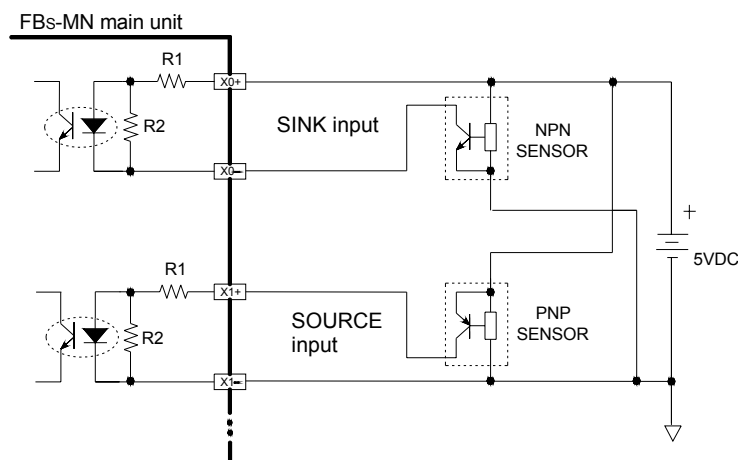 FBs-MN main unit
R1
X0+
R2
SINK input
NPN
SENSOR
X0-
+
5VDC
R1
X1+
R2
SOURCE
input
PNP
SENSOR
X1-